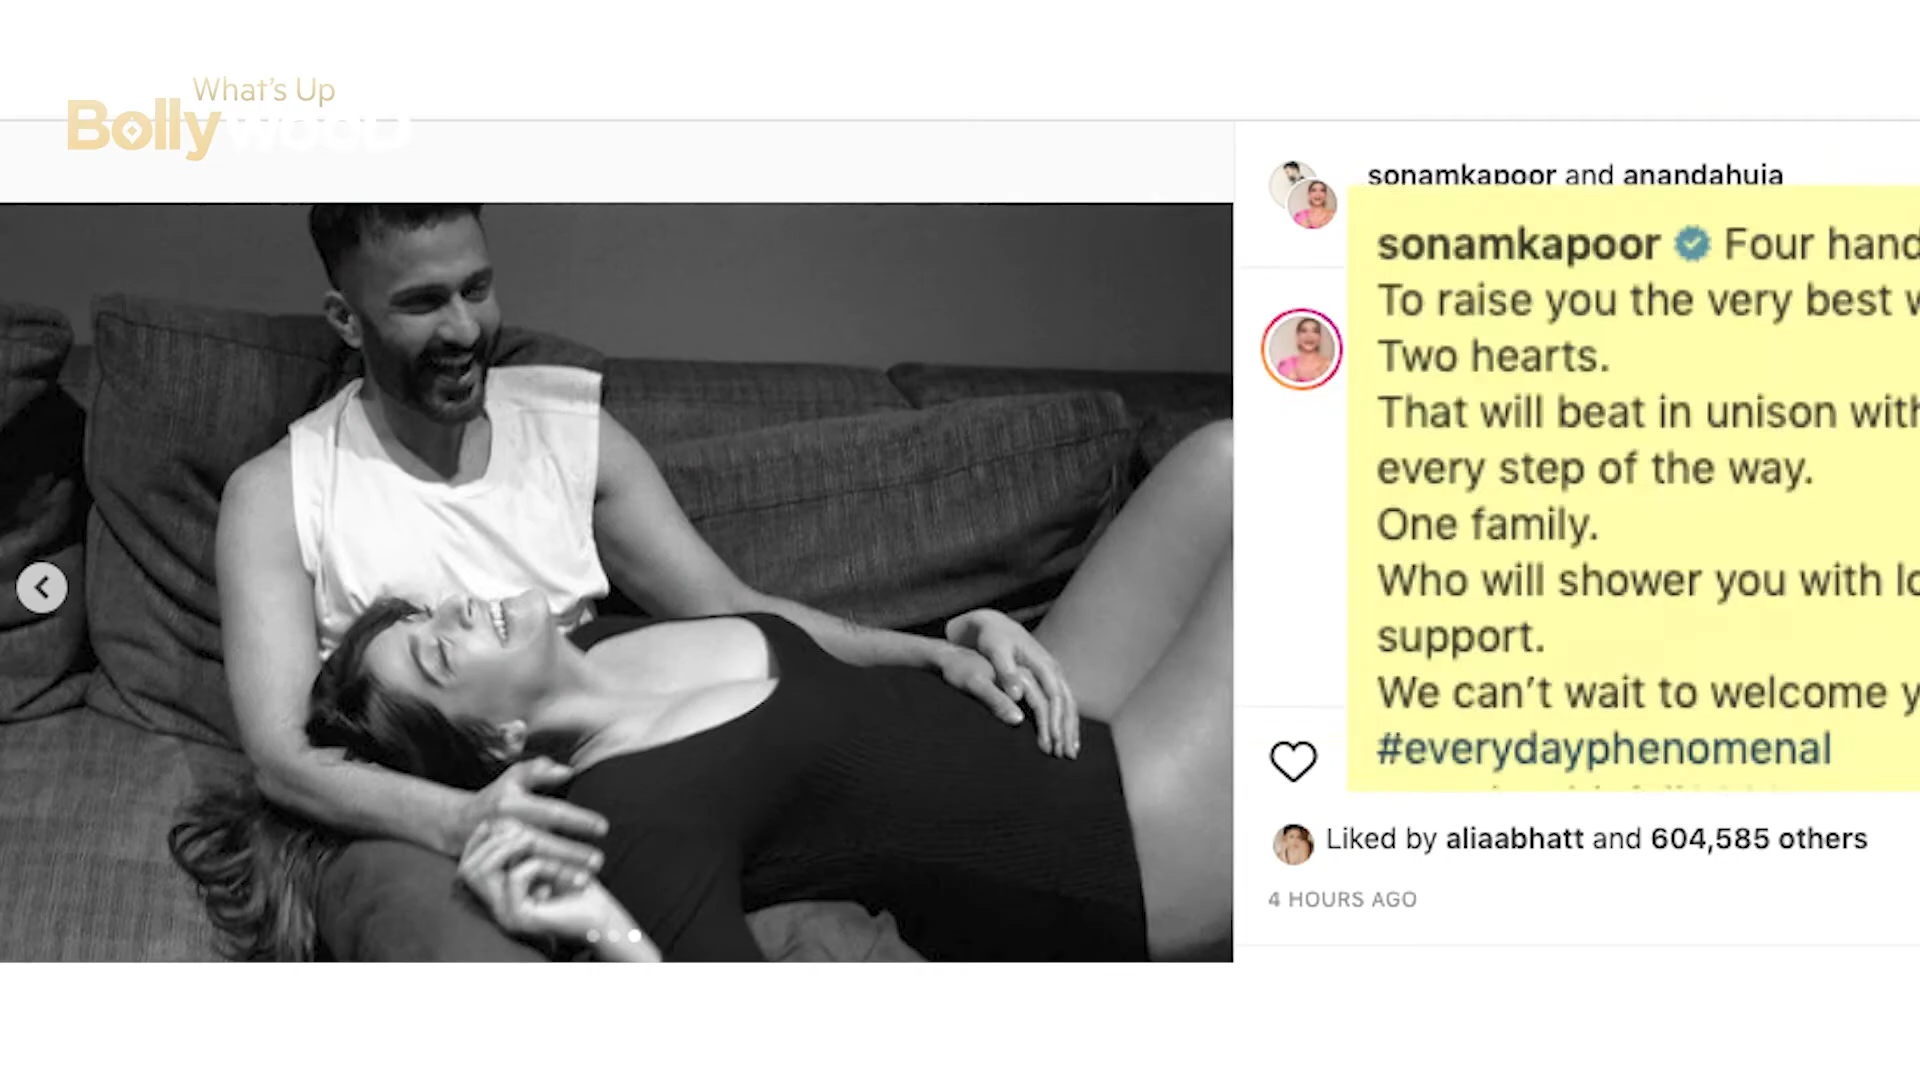 What's Up
Bollywood
sonamkapoor and anandahuja
sonamkapoor Four hand
To raise you the very best
Two hearts.
That will beat in unison with
every step of the way.
One family.
Who will shower you with lo
support.
We can't wait to welcome y
#everydayphenomenal
Liked by aliaabhatt and 604,585 others
4 HOURS AGO